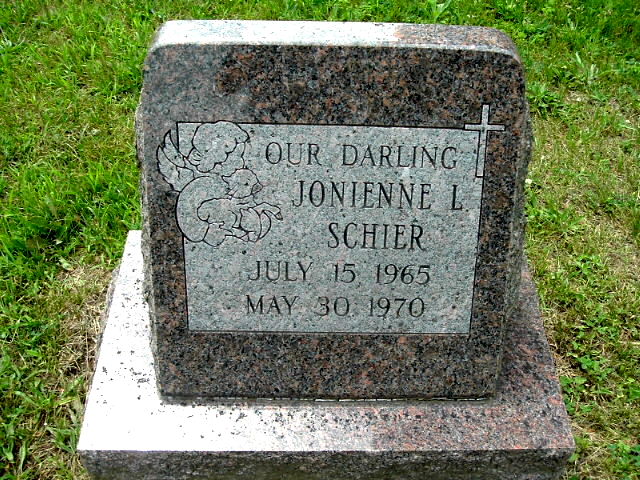 OUR DARLING
JONIENNE L
SCHIER
JULY 15 1965
MAY 30 1970